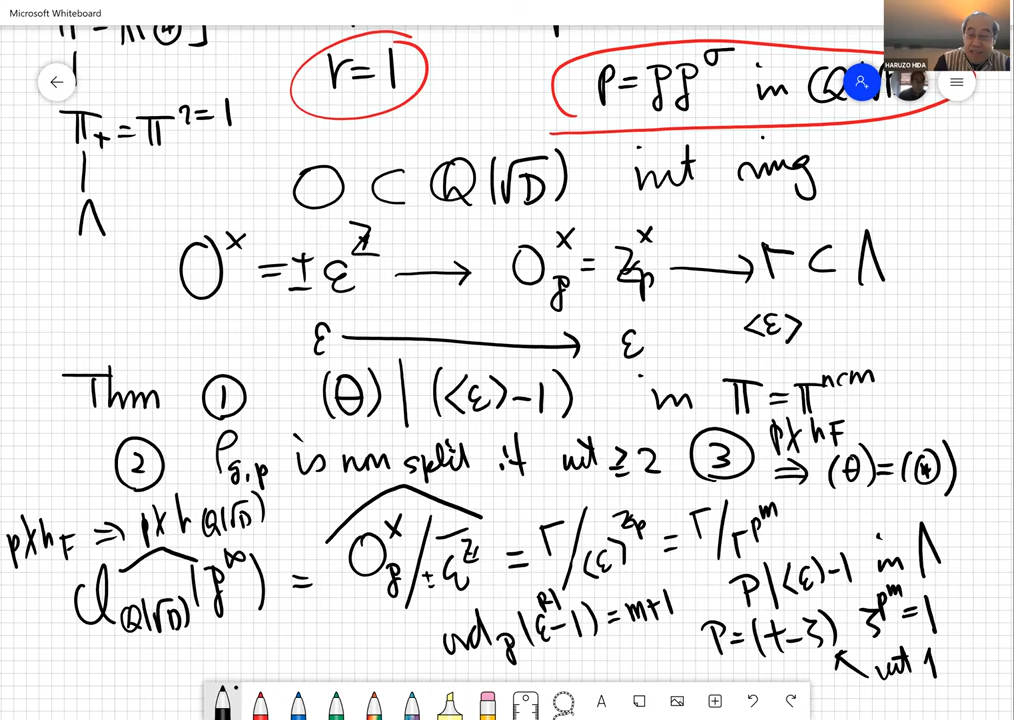 Microsoft Whiteboard
HARUZO HIDA
r=1
p=𝔭𝔭^σ in Q(√
𝕋₊=𝕋^{?=1}
Λ
O ⊂ Q(√D) int ring
O^× = ±ε^Z → O_𝔭^× = Z_p^× → Γ ⊂ Λ
ε → ε ⟨ε⟩
Thm ① (θ) | (⟨ε⟩-1) in 𝕋=𝕋^{ncm}
② ρ_{g,p} is non split if wt ≥ 2 ③ p∤h_F ⇒ (θ)=(⊛)
p∤h_F ⇒ p∤h_{Q(√D)}
Cl_{Q(√D)}(𝔭^∞) = O_𝔭^×/±ε^Z = Γ/⟨ε⟩^{Z_p} = Γ/Γ^{p^m}
P|⟨ε⟩-1 in Λ
ord_𝔭(ε^{p-1}-1)=m+1
P=(t-ζ) ζ^{p^m}=1
wt 1
A